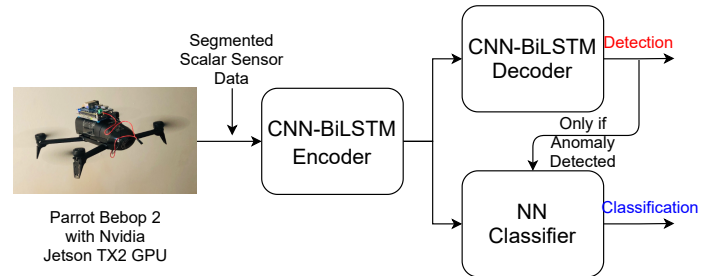 Segmented
Scalar Sensor
Data
Parrot Bebop 2
with Nvidia
Jetson TX2 GPU
CNN-BiLSTM
Encoder
CNN-BiLSTM
Decoder
Detection
Only if
Anomaly
Detected
NN
Classifier
Classification